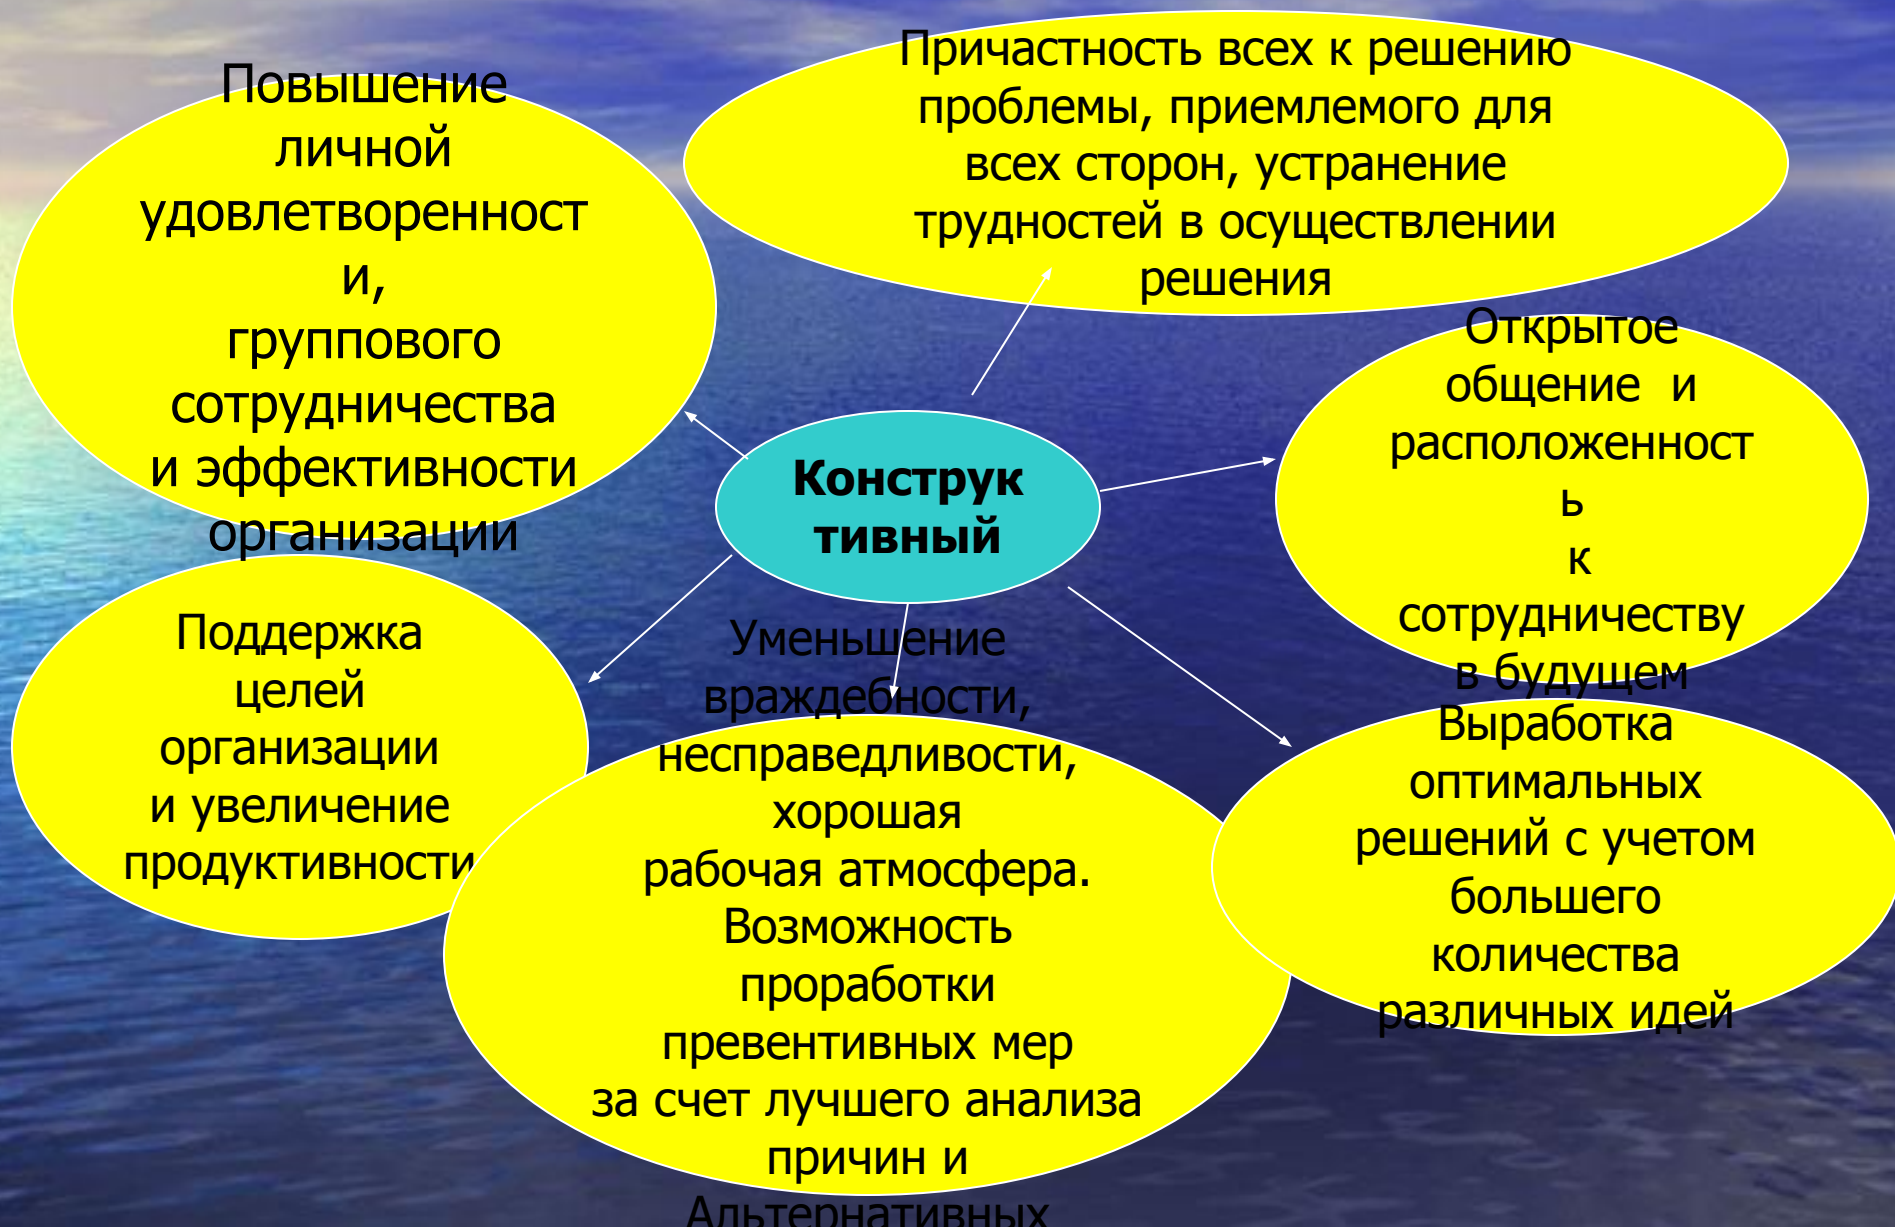 Повышение
личной
удовлетворенност
и,
группового
сотрудничества
и эффективности
организации
Причастность всех к решению
проблемы, приемлемого для
всех сторон, устранение
трудностей в осуществлении
решения
Открытое
общение и
расположенност
ь
к
сотрудничеству
в будущем
Конструк
тивный
Поддержка
целей
организации
и увеличение
продуктивности
Уменьшение
враждебности,
несправедливости,
хорошая
рабочая атмосфера.
Возможность
проработки
превентивных мер
за счет лучшего анализа
причин и
Альтернативных
Выработка
оптимальных
решений с учетом
большего
количества
различных идей